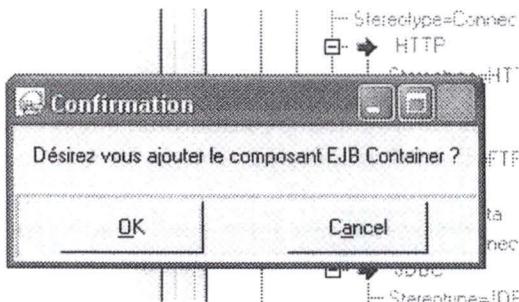 Stereotype=Connec
HTTP
Confirmation
Désirez vous ajouter le composant EJB Container ?
OK
Cancel
JDBC